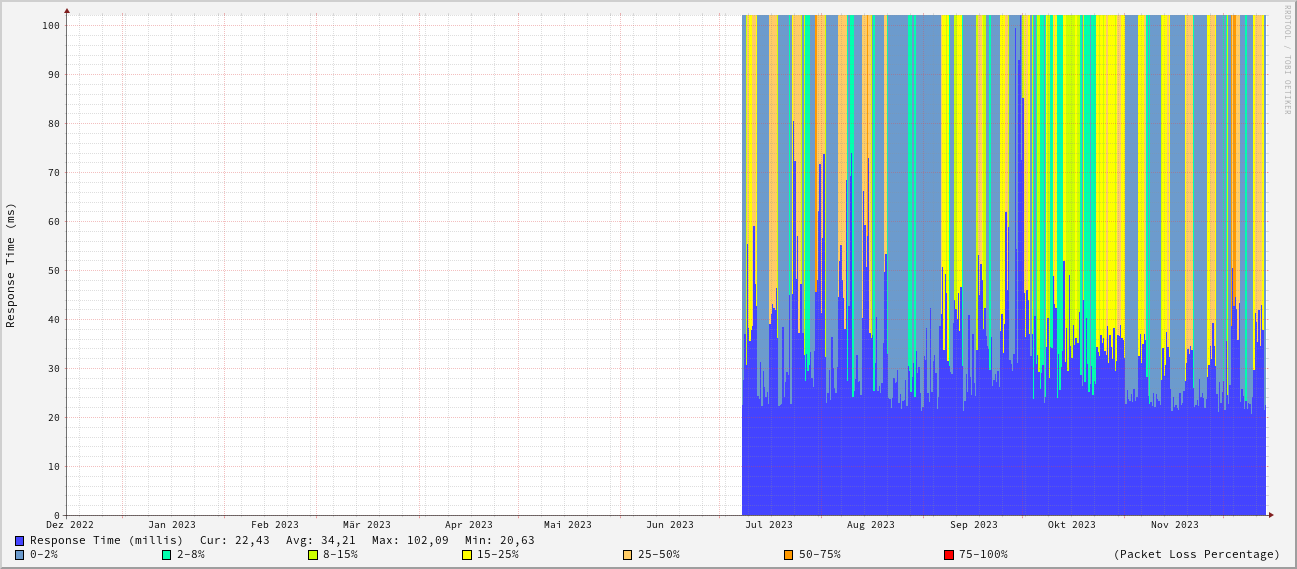 RRDTOOL / TOBI OETIKER
Response Time (ms)
100
90
80
70
60
50
40
30
20
10
0
Dez 2022 Jan 2023 Feb 2023 Mär 2023 Apr 2023 Mai 2023 Jun 2023 Jul 2023 Aug 2023 Sep 2023 Okt 2023 Nov 2023
Response Time (millis) Cur: 22,43 Avg: 34,21 Max: 102,09 Min: 20,63
0-2% 2-8% 8-15% 15-25% 25-50% 50-75% 75-100% (Packet Loss Percentage)